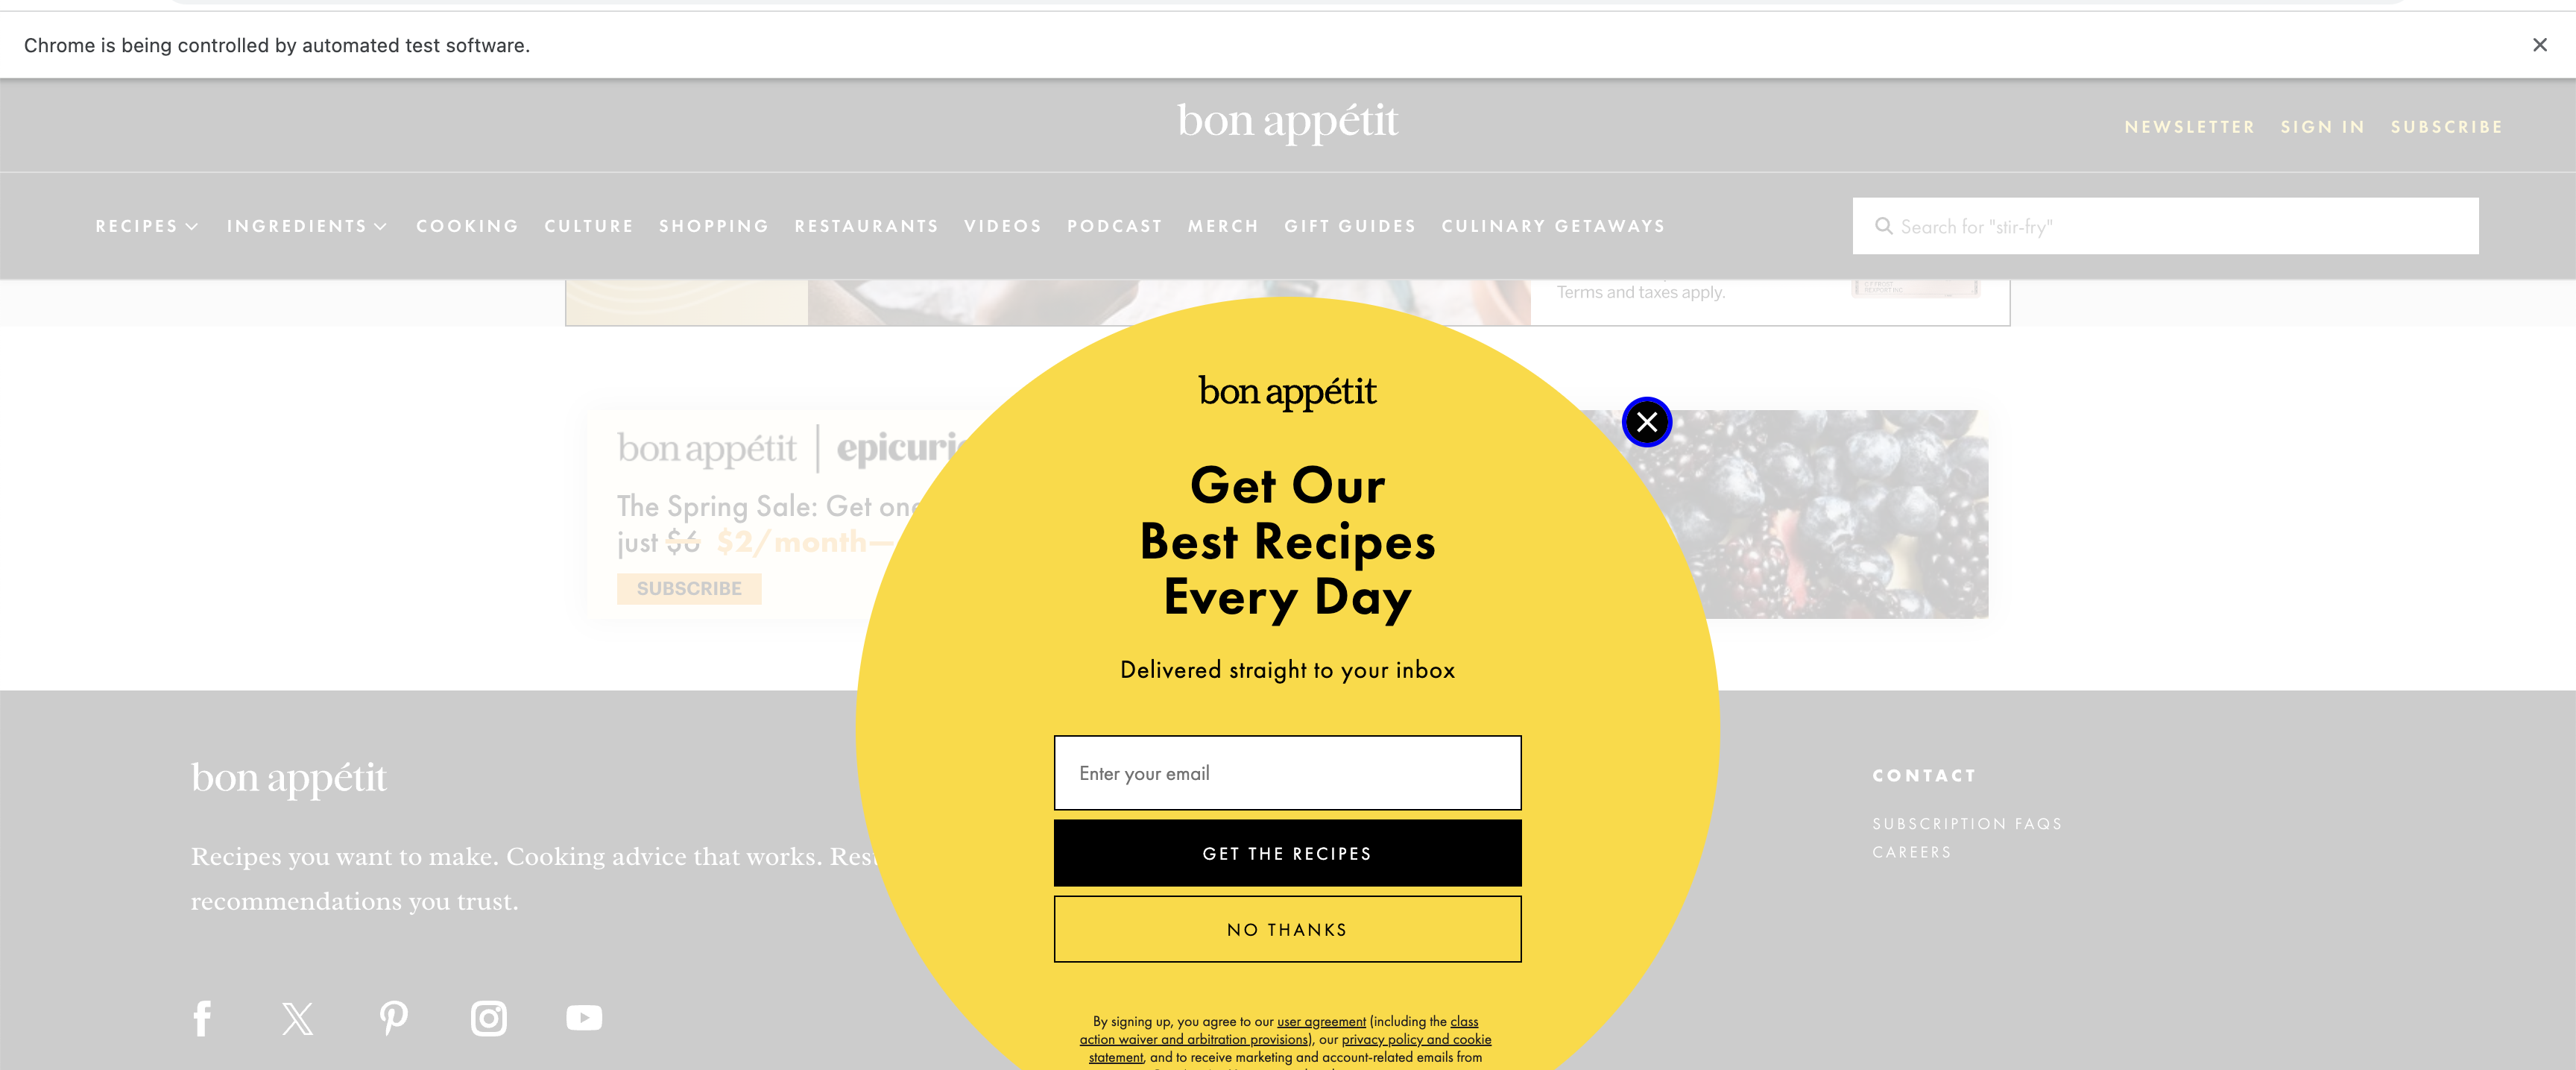 Chrome is being controlled by automated test software.
bon appétit
NEWSLETTER SIGN IN SUBSCRIBE
RECIPES INGREDIENTS COOKING CULTURE SHOPPING RESTAURANTS VIDEOS PODCAST MERCH GIFT GUIDES CULINARY GETAWAYS
Search for "stir-fry"
Terms and taxes apply.
bon appétit | epicuri
The Spring Sale: Get one
just $6 $2/month—
SUBSCRIBE
bon appétit
Get Our
Best Recipes
Every Day
Delivered straight to your inbox
Enter your email
GET THE RECIPES
NO THANKS
By signing up, you agree to our user agreement (including the class
action waiver and arbitration provisions), our privacy policy and cookie
statement, and to receive marketing and account-related emails from
bon appétit
Recipes you want to make. Cooking advice that works.
recommendations you trust.
CONTACT
SUBSCRIPTION FAQS
CAREERS